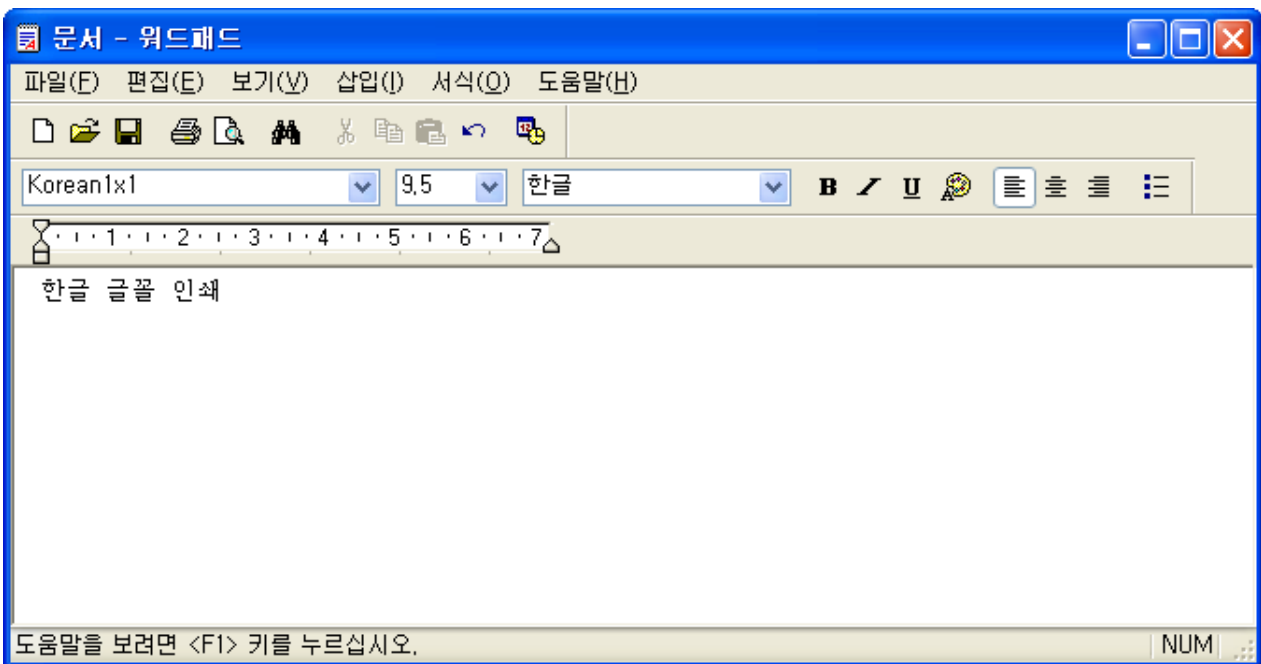 문서 - 워드패드
파일(F) 편집(E) 보기(V) 삽입(I) 서식(O) 도움말(H)
Korean1x1 9.5 한글 B I U
1 2 3 4 5 6 7
한글 글꼴 인쇄
도움말을 보려면 <F1> 키를 누르십시오. NUM